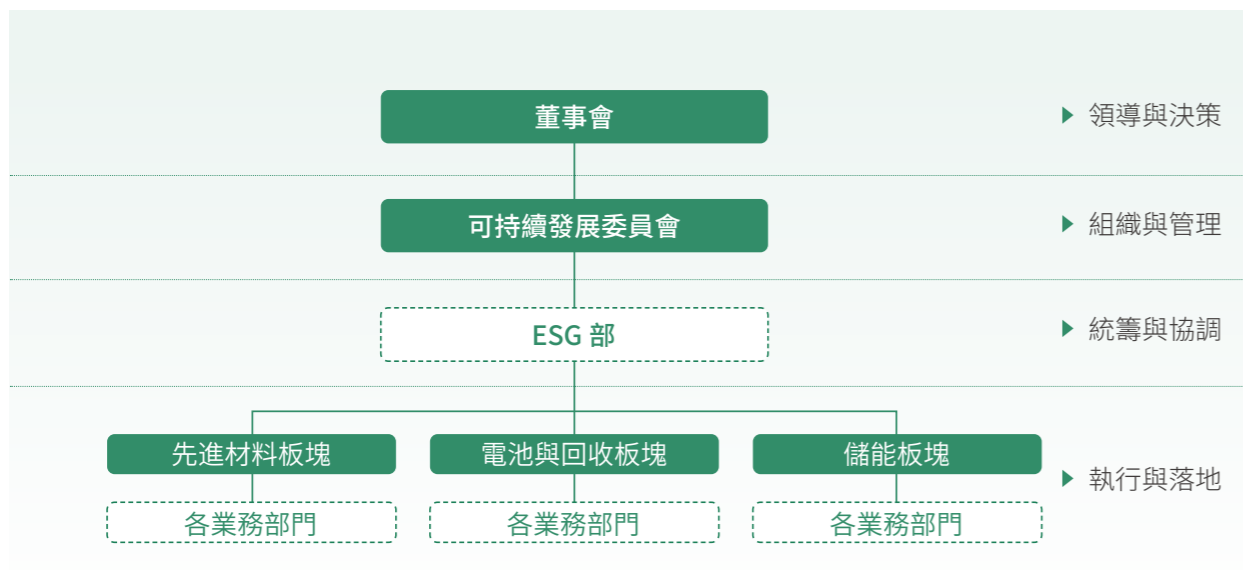 董事會
領導與決策
可持續發展委員會
組織與管理
ESG 部
統籌與協調
先進材料板塊
電池與回收板塊
儲能板塊
執行與落地
各業務部門
各業務部門
各業務部門